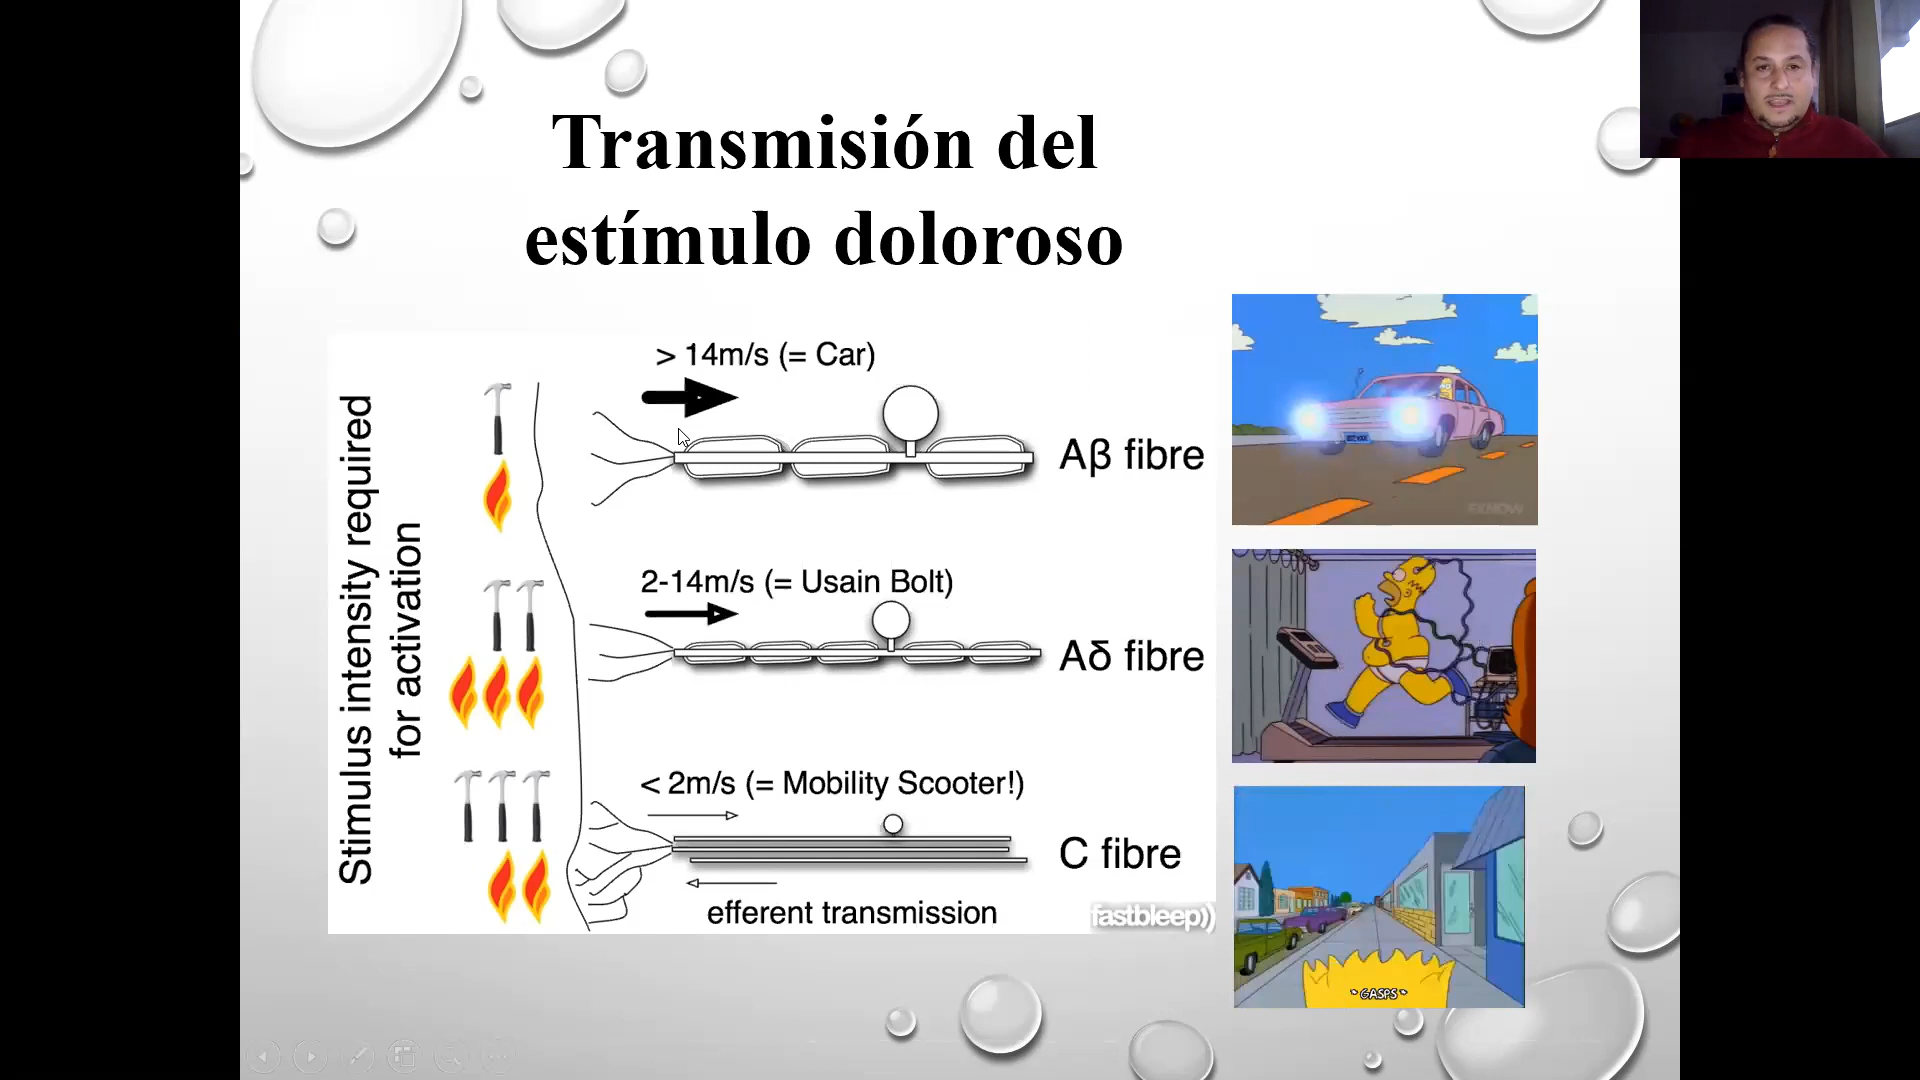 Transmisión del
estímulo doloroso
Stimulus intensity required
for activation
> 14m/s (= Car)
Aβ fibre
2-14m/s (= Usain Bolt)
Aδ fibre
< 2m/s (= Mobility Scooter!)
C fibre
efferent transmission
fastbleep))
~ GASPS ~